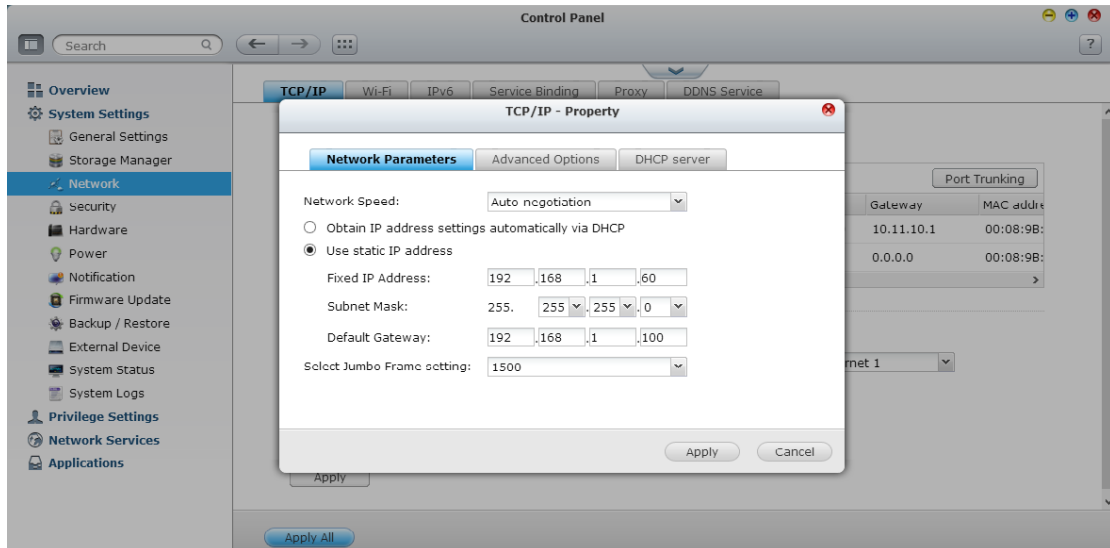 Control Panel
Search
?
Overview
System Settings
General Settings
Storage Manager
Network
Security
Hardware
Power
Notification
Firmware Update
Backup / Restore
External Device
System Status
System Logs
Privilege Settings
Network Services
Applications
TCP/IP Wi-Fi IPv6 Service Binding Proxy DDNS Service
TCP/IP - Property
Network Parameters Advanced Options DHCP server
Network Speed: Auto negotiation
Obtain IP address settings automatically via DHCP
Use static IP address
Fixed IP Address: 192 .168 .1 .60
Subnet Mask: 255. 255 . 255 . 0
Default Gateway: 192 .168 .1 .100
Select Jumbo Frame setting: 1500
Apply Cancel
Port Trunking
Gateway MAC addre
10.11.10.1 00:08:9B:
0.0.0.0 00:08:9B:
rnet 1
Apply
Apply All